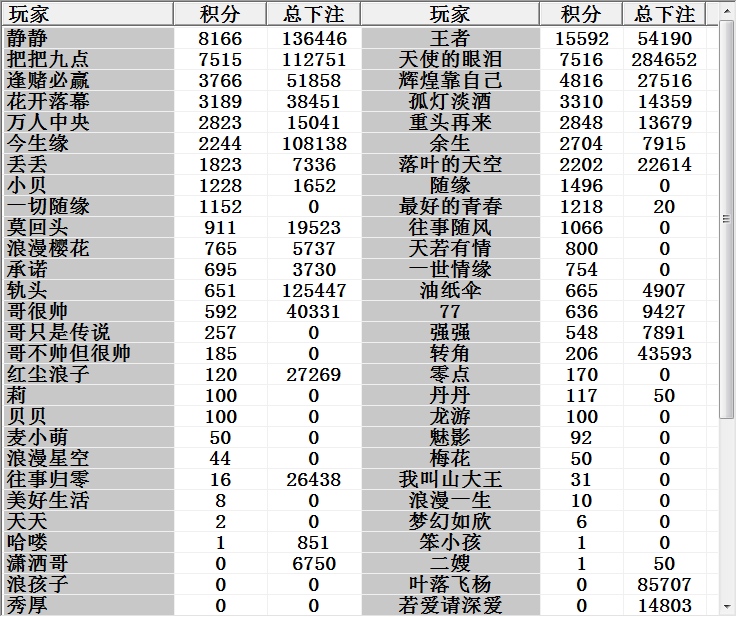 玩家 积分 总下注 玩家 积分 总下注
静静 8166 136446 王者 15592 54190
把把九点 7515 112751 天使的眼泪 7516 284652
逢赌必赢 3766 51858 辉煌靠自己 4816 27516
花开落幕 3189 38451 孤灯淡酒 3310 14359
万人中央 2823 15041 重头再来 2848 13679
今生缘 2244 108138 余生 2704 7915
丢丢 1823 7336 落叶的天空 2202 22614
小贝 1228 1652 随缘 1496 0
一切随缘 1152 0 最好的青春 1218 20
莫回头 911 19523 往事随风 1066 0
浪漫樱花 765 5737 天若有情 800 0
承诺 695 3730 一世情缘 754 0
轨头 651 125447 油纸伞 665 4907
哥很帅 592 40331 77 636 9427
哥只是传说 257 0 强强 548 7891
哥不帅但很帅 185 0 转角 206 43593
红尘浪子 120 27269 零点 170 0
莉 100 0 丹丹 117 50
贝贝 100 0 龙游 100 0
麦小萌 50 0 魅影 92 0
浪漫星空 44 0 梅花 50 0
往事归零 16 26438 我叫山大王 31 0
美好生活 8 0 浪漫一生 10 0
天天 2 0 梦幻如欣 6 0
哈喽 1 851 笨小孩 1 0
潇洒哥 0 6750 二嫂 1 50
浪孩子 0 0 叶落飞杨 0 85707
秀厚 0 0 若爱请深爱 0 14803